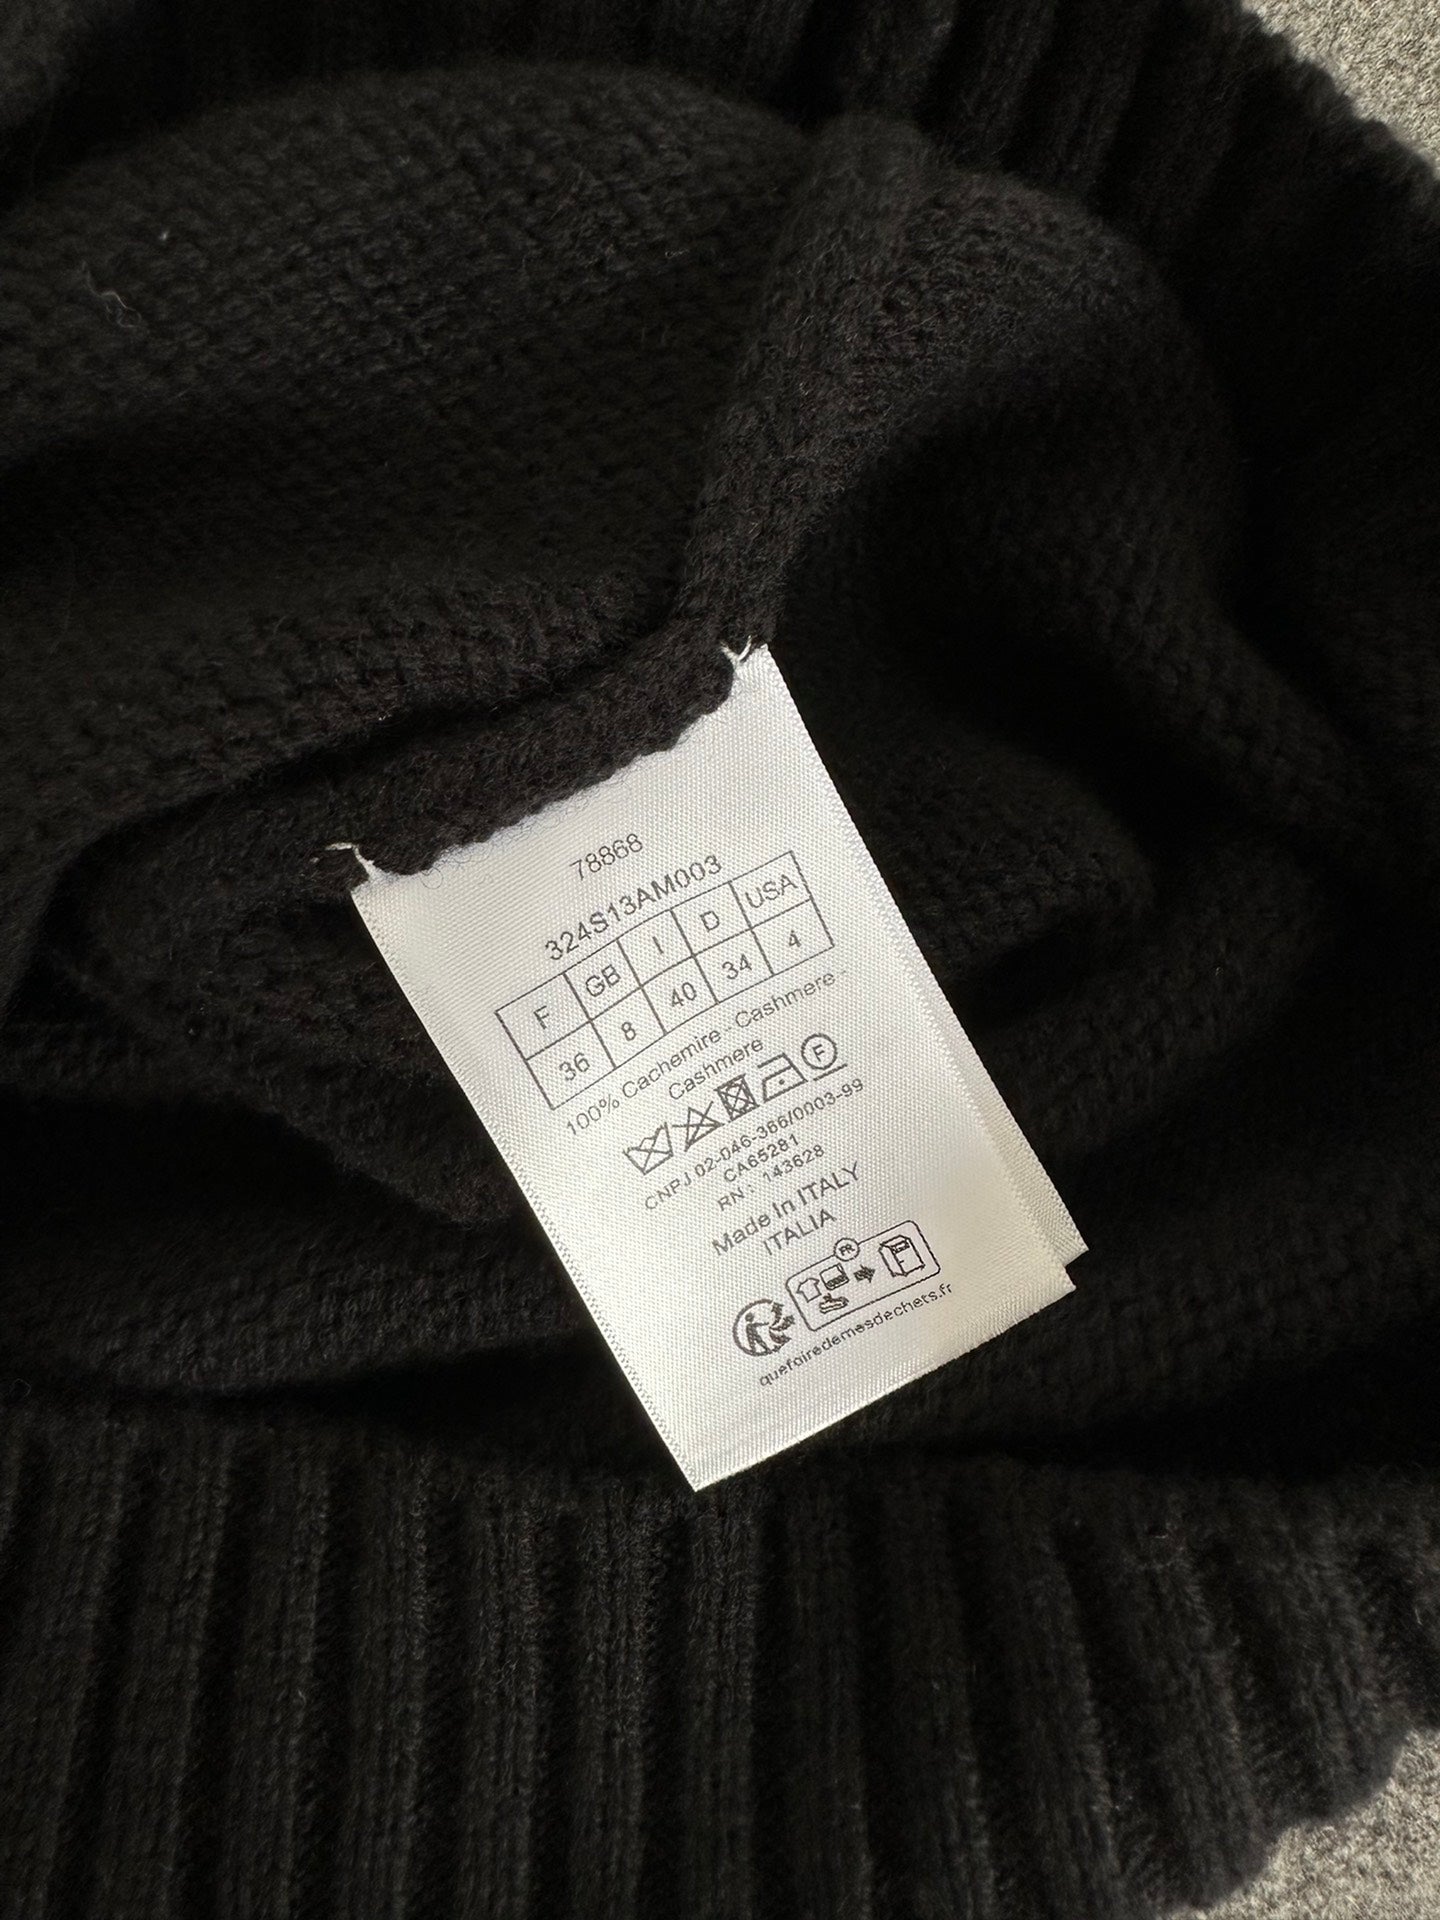 78868
324S13AM003
F GB I D USA
36 8 40 34 4
100% Cachemire - Cashmere -
Cashmere
F
CNPJ 02-046-366/0003-99
CA65281
RN : 143628
Made In ITALY
ITALIA
FR
quefairedemesdechets.fr